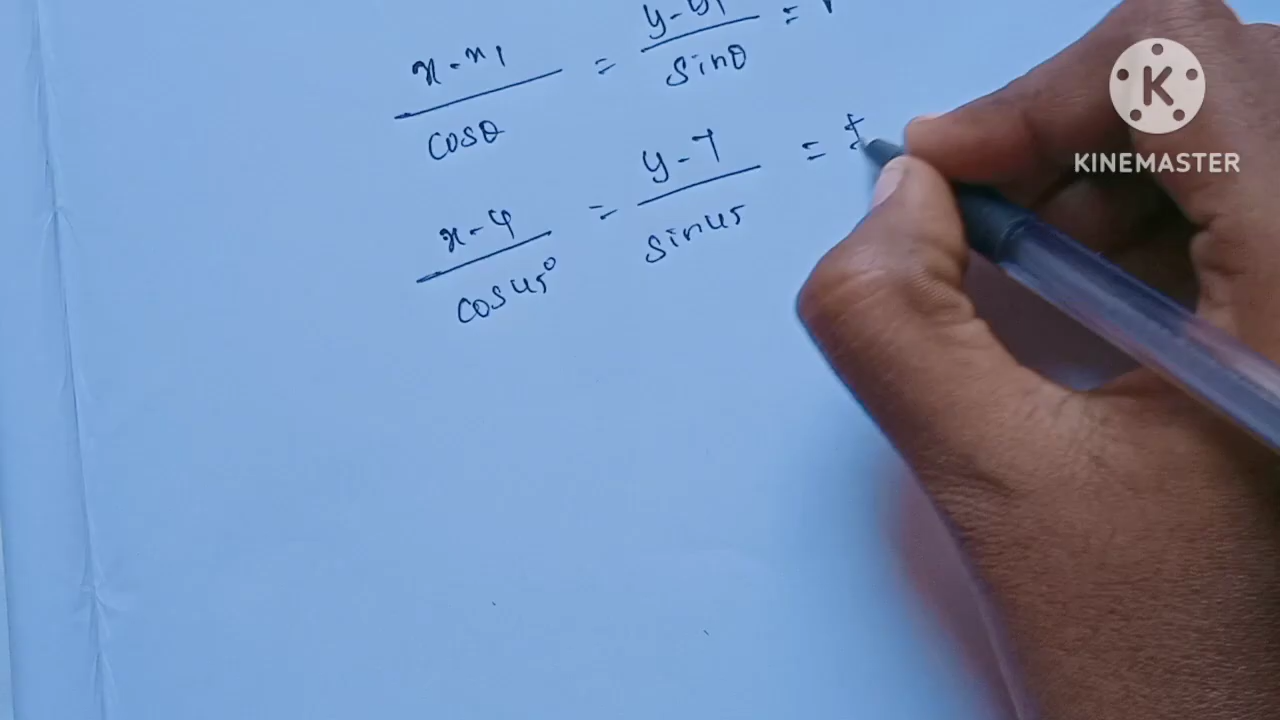 x-x1/cosθ = y-y1/sinθ = r
x-4/cos45° = y-7/sin45 = ±
KINEMASTER